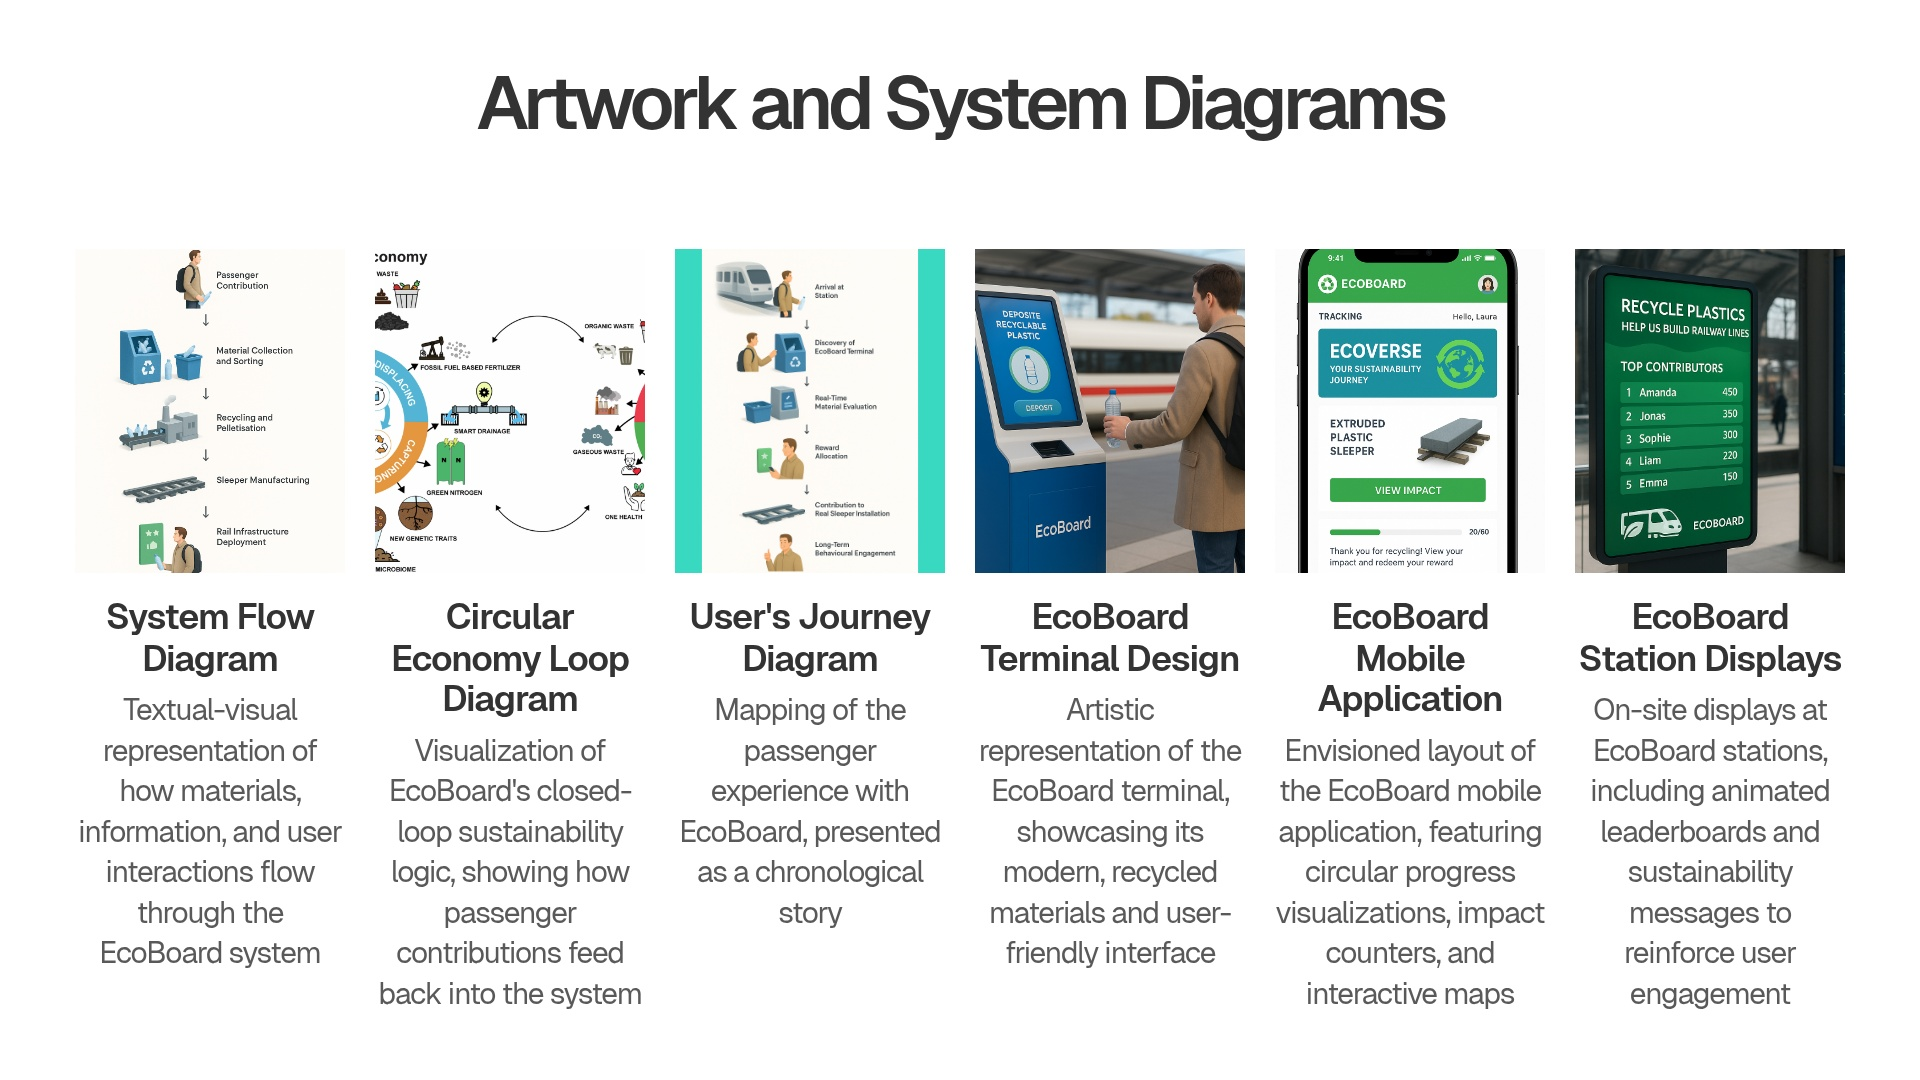 Artwork and System Diagrams
Passenger
Contribution
Material Collection
and Sorting
Recycling and
Pelletisation
Sleeper Manufacturing
Rail Infrastructure
Deployment
conomy
WASTE
ORGANIC WASTE
DISPLACING
FOSSIL FUEL BASED FERTILIZER
SMART DRAINAGE
CO₂
GASEOUS WASTE
CAPTURING
N N
GREEN NITROGEN
ONE HEALTH
NEW GENETIC TRAITS
MICROBIOME
Arrival at
Station
Discovery of
EcoBoard Terminal
Real-Time
Material Evaluation
Reward
Allocation
Contribution to
Real Sleeper Installation
Long-Term
Behavioural Engagement
DEPOSITE
RECYCLABLE
PLASTIC
DEPOSIT
EcoBoard
9:41
ECOBOARD
TRACKING Hello, Laura
ECOVERSE
YOUR SUSTAINABILITY
JOURNEY
EXTRUDED
PLASTIC
SLEEPER
VIEW IMPACT
20/60
Thank you for recycling! View your
impact and redeem your reward
RECYCLE PLASTICS
HELP US BUILD RAILWAY LINES
TOP CONTRIBUTORS
1 Amanda 450
2 Jonas 350
3 Sophie 300
4 Liam 220
5 Emma 150
ECOBOARD
System Flow
Diagram
Textual-visual
representation of
how materials,
information, and user
interactions flow
through the
EcoBoard system
Circular
Economy Loop
Diagram
Visualization of
EcoBoard's closed-
loop sustainability
logic, showing how
passenger
contributions feed
back into the system
User's Journey
Diagram
Mapping of the
passenger
experience with
EcoBoard, presented
as a chronological
story
EcoBoard
Terminal Design
Artistic
representation of the
EcoBoard terminal,
showcasing its
modern, recycled
materials and user-
friendly interface
EcoBoard
Mobile
Application
Envisioned layout of
the EcoBoard mobile
application, featuring
circular progress
visualizations, impact
counters, and
interactive maps
EcoBoard
Station Displays
On-site displays at
EcoBoard stations,
including animated
leaderboards and
sustainability
messages to
reinforce user
engagement